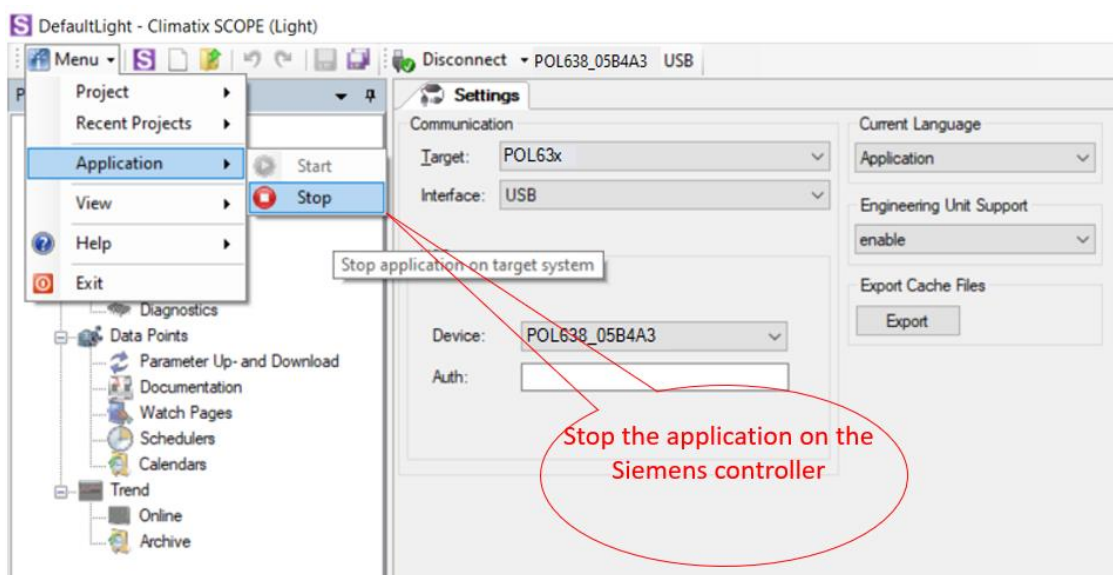 DefaultLight - Climatix SCOPE (Light)
Menu
Disconnect
POL638_05B4A3
USB
P
Project
Recent Projects
Application
View
Help
Exit
Start
Stop
Stop application on target system
Settings
Communication
Target:
POL63x
Interface:
USB
Device:
POL638_05B4A3
Auth:
Current Language
Application
Engineering Unit Support
enable
Export Cache Files
Export
Diagnostics
Data Points
Parameter Up- and Download
Documentation
Watch Pages
Schedulers
Calendars
Trend
Online
Archive
Stop the application on the
Siemens controller